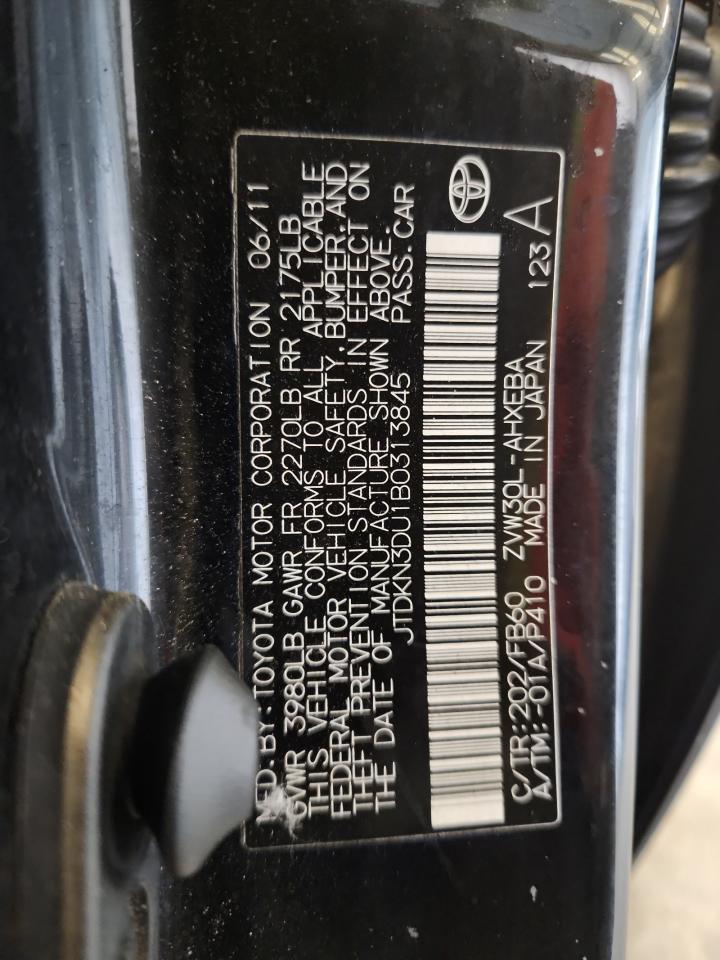 MFD.BY:TOYOTA MOTOR CORPORATION 06/11
GVWR 3980LB GAWR FR 2270LB RR 2175LB
THIS VEHICLE CONFORMS TO ALL APPLICABLE
FEDERAL MOTOR VEHICLE SAFETY,BUMPER,AND
THEFT PREVENTION STANDARDS IN EFFECT ON
THE DATE OF MANUFACTURE SHOWN ABOVE.
JTDKN3DU1B0313845 PASS.CAR
C/TR:202/FB60 ZVW30L-AHXEBA
A/TM:-01A/P410 MADE IN JAPAN 123 A